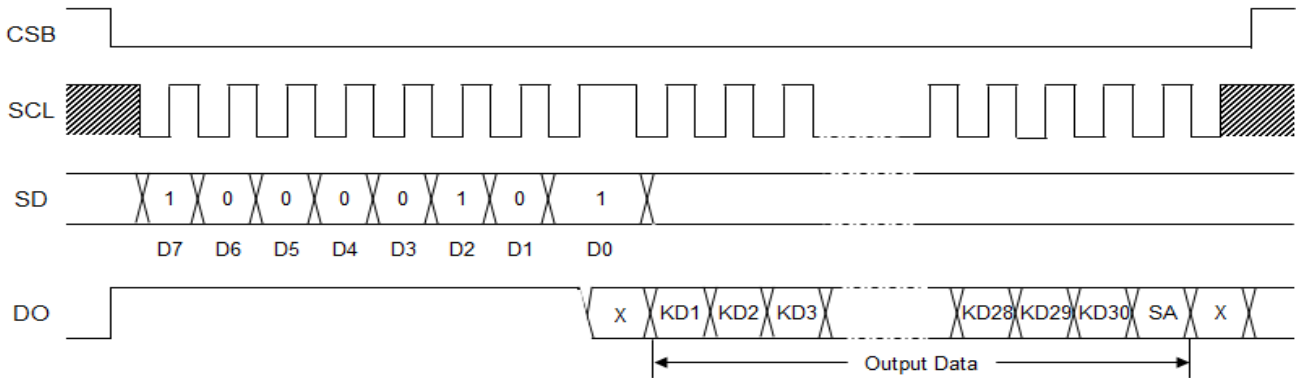 CSB
SCL
SD 1 0 0 0 0 1 0 1
D7 D6 D5 D4 D3 D2 D1 D0
DO X KD1 KD2 KD3 KD28 KD29 KD30 SA X
Output Data